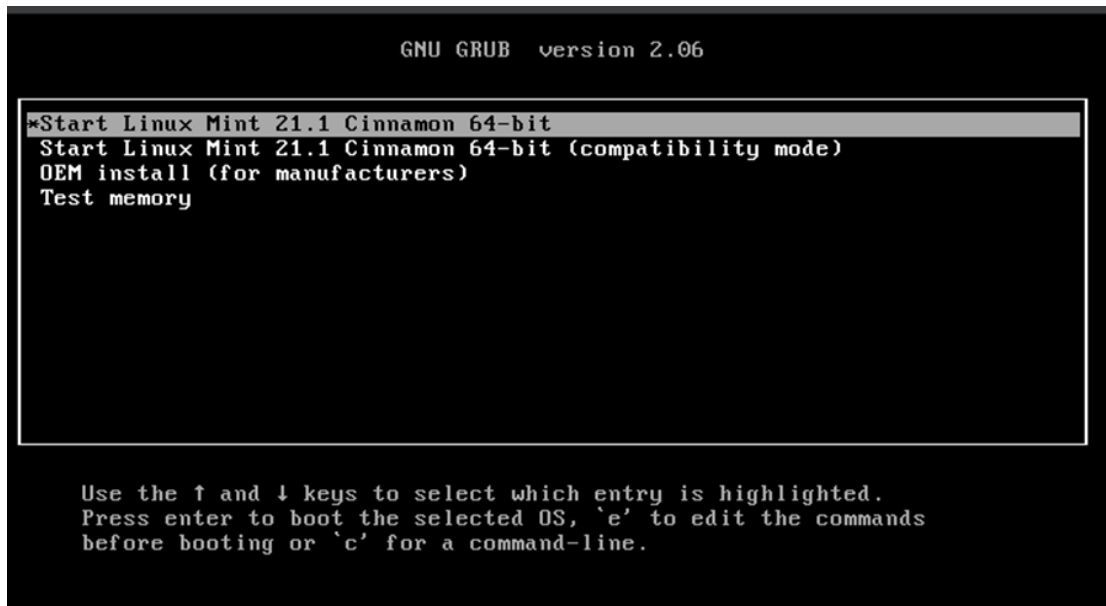 GNU GRUB  version 2.06
*Start Linux Mint 21.1 Cinnamon 64-bit
Start Linux Mint 21.1 Cinnamon 64-bit (compatibility mode)
OEM install (for manufacturers)
Test memory
Use the ↑ and ↓ keys to select which entry is highlighted.
Press enter to boot the selected OS, `e' to edit the commands
before booting or `c' for a command-line.